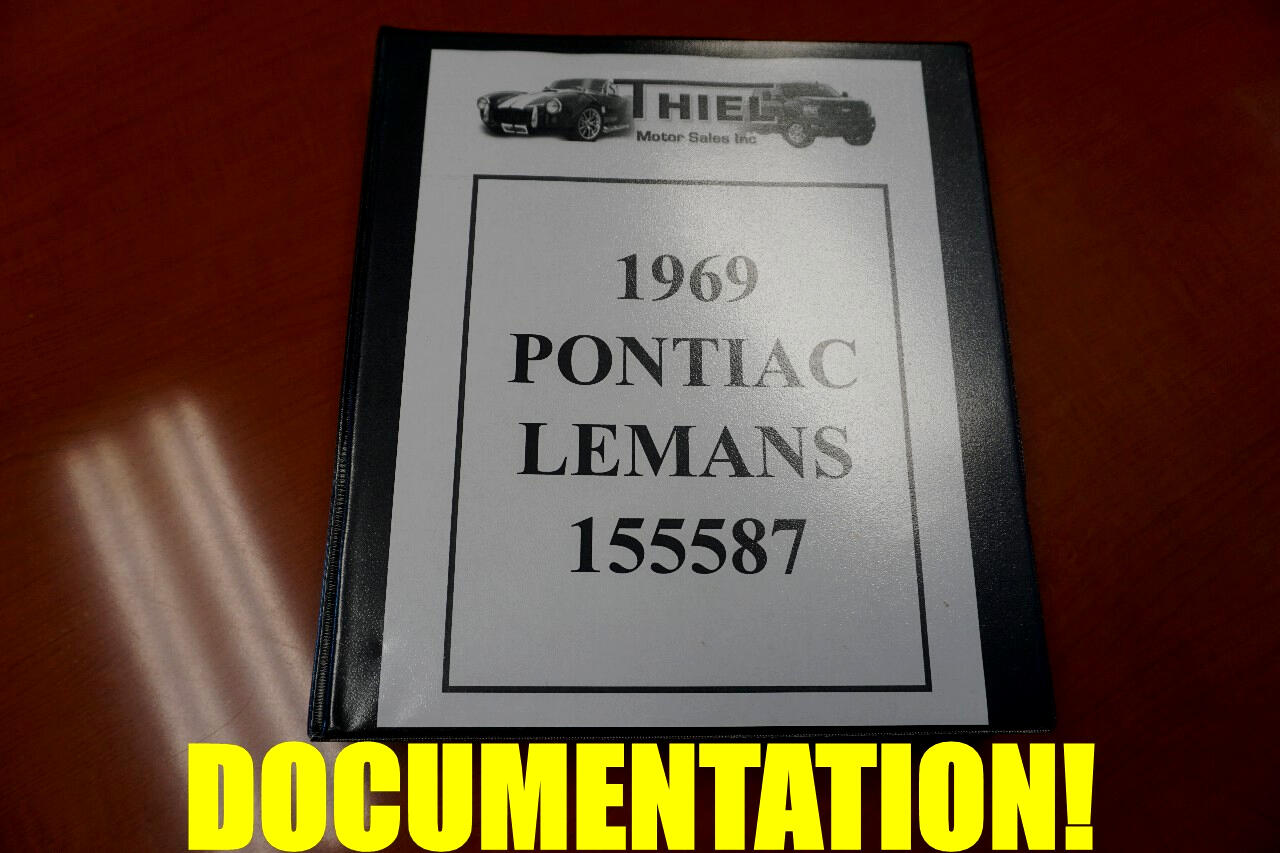 THIEL
Motor Sales Inc
1969
PONTIAC
LEMANS
155587
DOCUMENTATION!